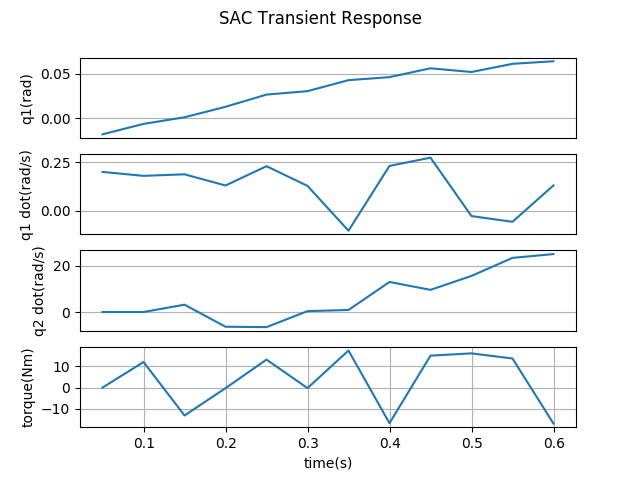 SAC Transient Response
q1(rad)
0.05
0.00
q1 dot(rad/s)
0.25
0.00
q2 dot(rad/s)
20
0
torque(Nm)
10
0
−10
0.1 0.2 0.3 0.4 0.5 0.6
time(s)